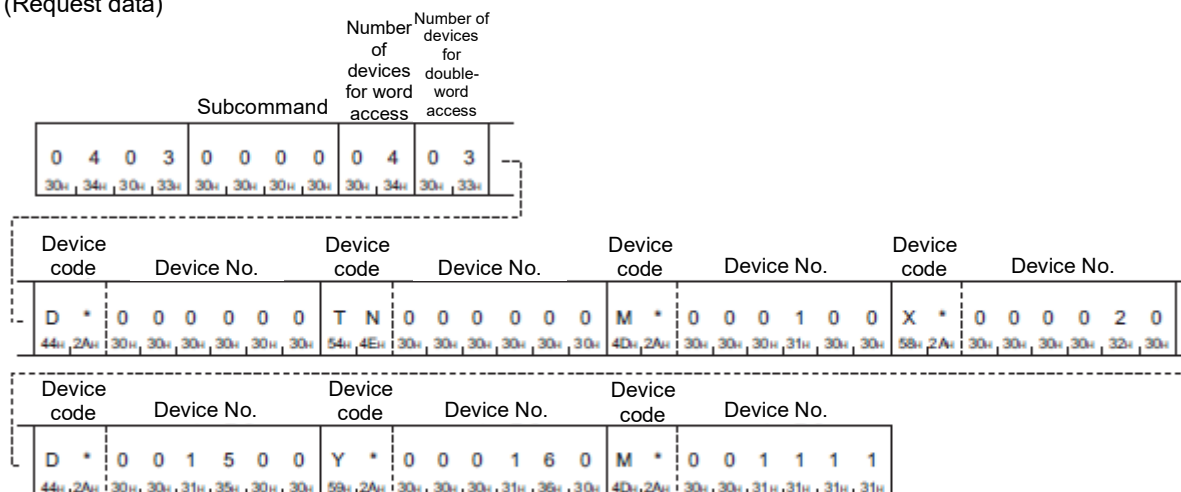 (Request data)
Number of devices for word access
Number of devices for double-word access
Subcommand
0 4 0 3 0 0 0 0 0 4 0 3
30H 34H 30H 33H 30H 30H 30H 30H 30H 34H 30H 33H
Device code Device No. Device code Device No. Device code Device No. Device code Device No.
D * 0 0 0 0 0 0 T N 0 0 0 0 0 0 M * 0 0 0 1 0 0 X * 0 0 0 0 2 0
44H 2AH 30H 30H 30H 30H 30H 30H 54H 4EH 30H 30H 30H 30H 30H 30H 4DH 2AH 30H 30H 30H 31H 30H 30H 58H 2AH 30H 30H 30H 30H 32H 30H
Device code Device No. Device code Device No. Device code Device No.
D * 0 0 1 5 0 0 Y * 0 0 0 1 6 0 M * 0 0 1 1 1 1
44H 2AH 30H 30H 31H 35H 30H 30H 59H 2AH 30H 30H 30H 31H 36H 30H 4DH 2AH 30H 30H 31H 31H 31H 31H